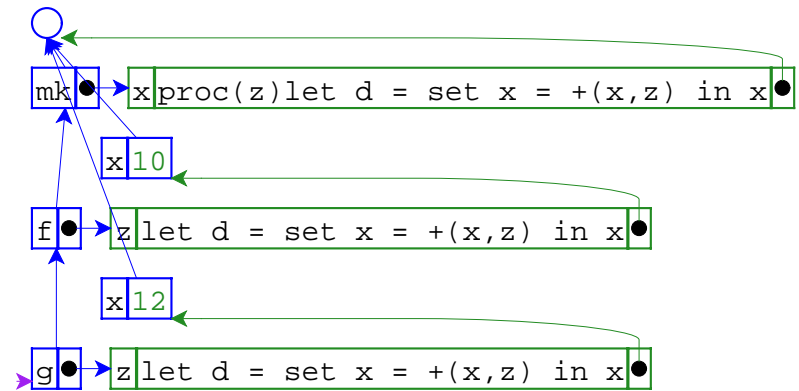 mk x proc(z)let d = set x = +(x,z) in x
x 10
f z let d = set x = +(x,z) in x
x 12
g z let d = set x = +(x,z) in x